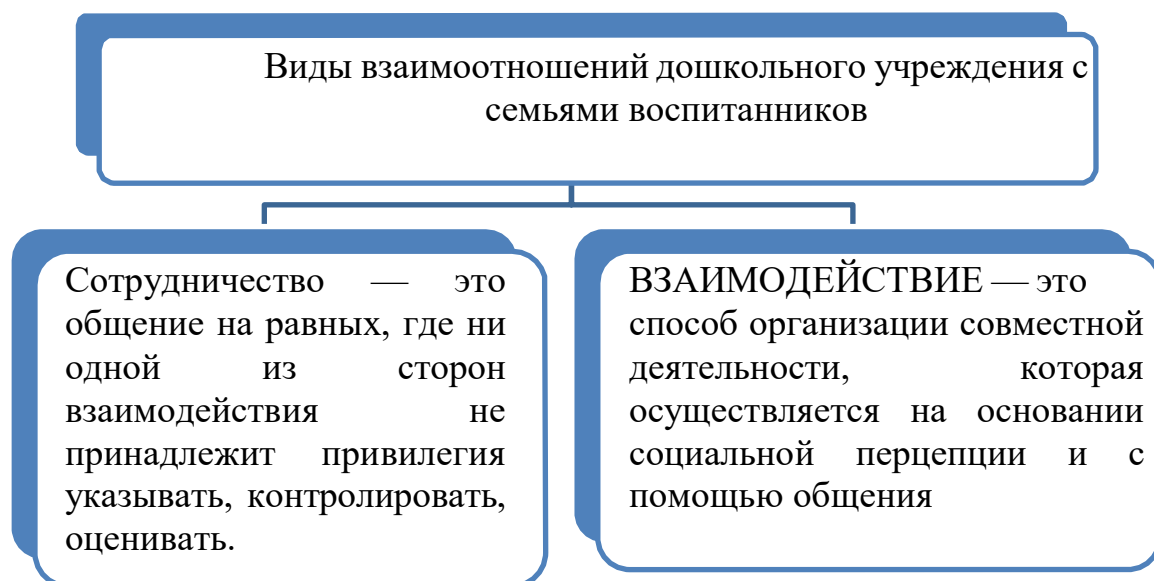 Виды взаимоотношений дошкольного учреждения с
семьями воспитанников
Сотрудничество — это
общение на равных, где ни
одной из сторон
взаимодействия не
принадлежит привилегия
указывать, контролировать,
оценивать.
ВЗАИМОДЕЙСТВИЕ — это
способ организации совместной
деятельности, которая
осуществляется на основании
социальной перцепции и с
помощью общения